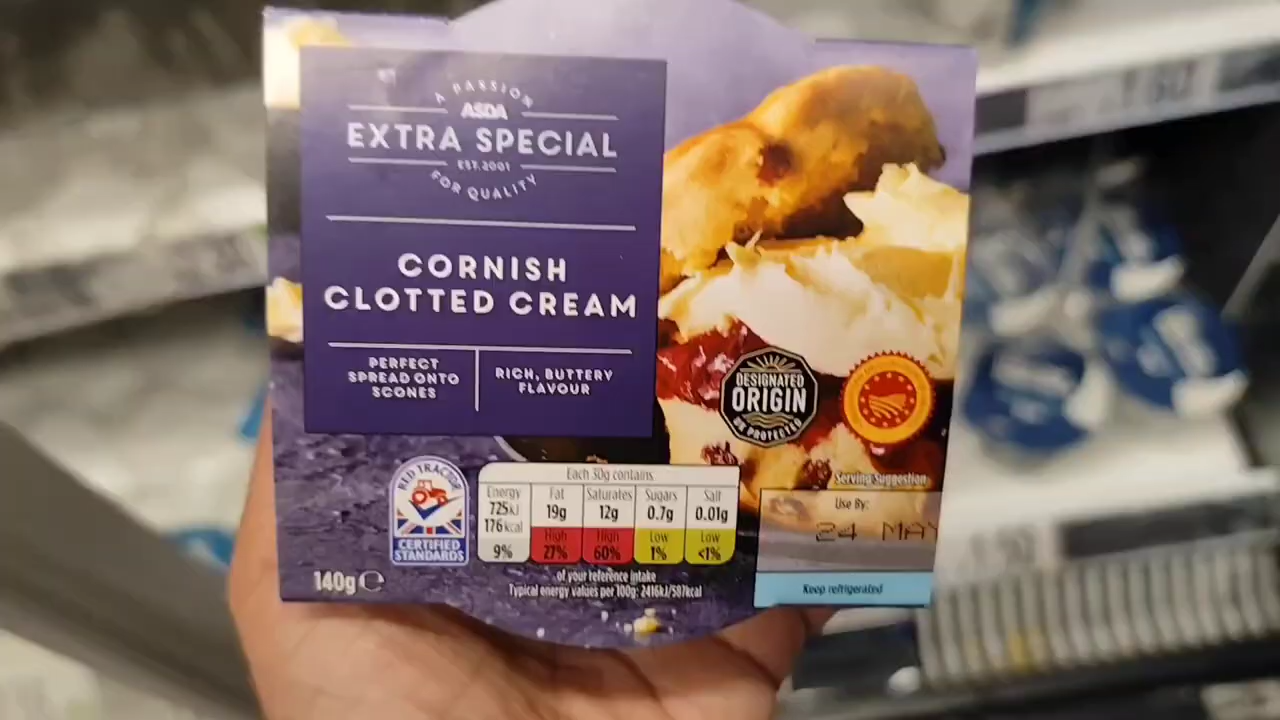 A PASSION
ASDA
EXTRA SPECIAL
EST. 2001
FOR QUALITY
CORNISH
CLOTTED CREAM
PERFECT
SPREAD ONTO
SCONES
RICH, BUTTERY
FLAVOUR
DESIGNATED
ORIGIN
UK PROTECTED
RED TRACTOR
CERTIFIED
STANDARDS
Each 30g contains
Energy
725kJ
176kcal
9%
Fat
19g
High
27%
Saturates
12g
High
60%
Sugars
0.7g
Low
1%
Salt
0.01g
Low
<1%
of your reference intake
Typical energy values per 100g: 2416kJ/587kcal
Serving Suggestion
Use By:
24 MAY
Keep refrigerated
140g℮